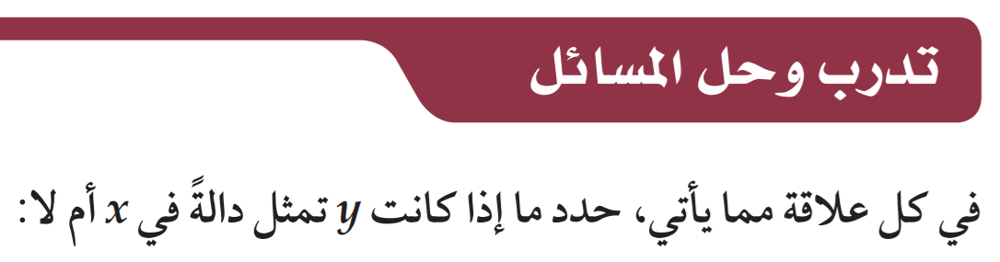 تدرب وحل المسائل
في كل علاقة مما يأتي، حدد ما إذا كانت y تمثل دالةً في x أم لا: